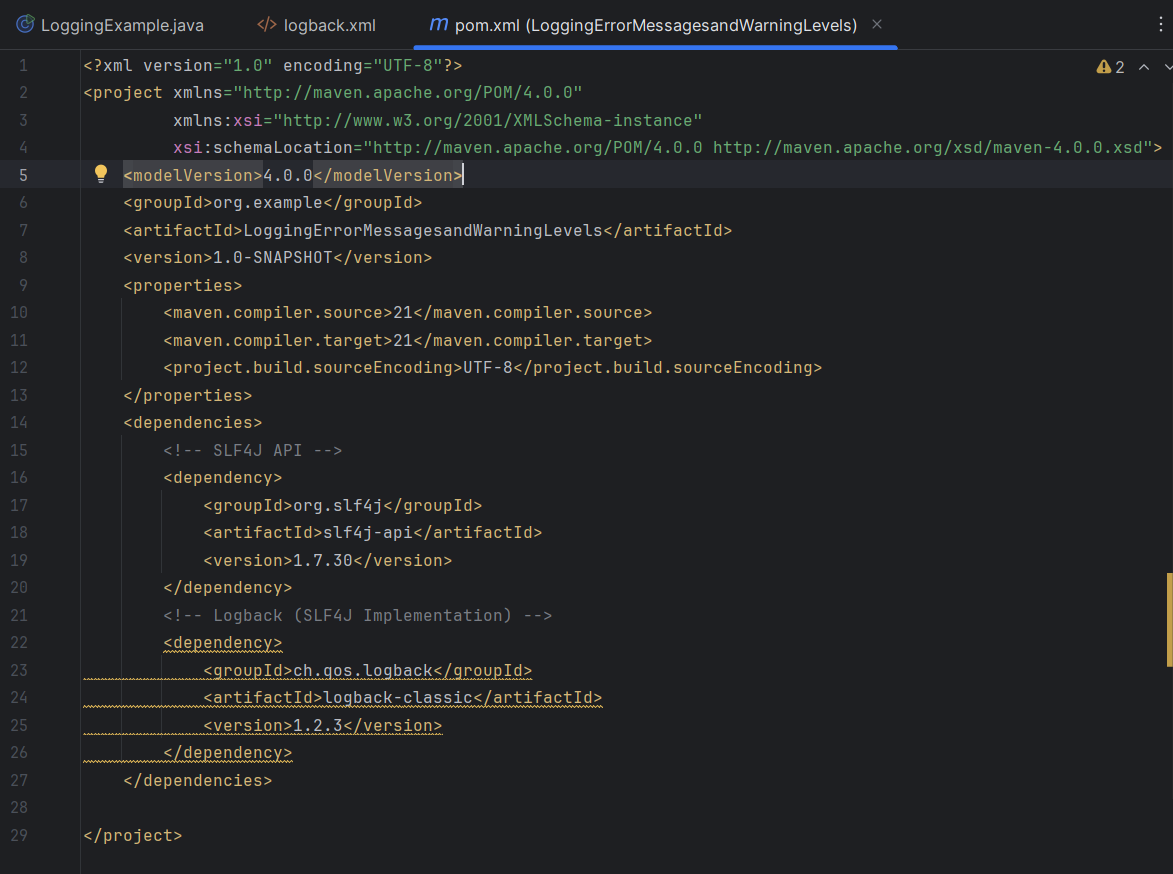 LoggingExample.java </> logback.xml m pom.xml (LoggingErrorMessagesandWarningLevels)
2
1 <?xml version="1.0" encoding="UTF-8"?>
2 <project xmlns="http://maven.apache.org/POM/4.0.0"
3 xmlns:xsi="http://www.w3.org/2001/XMLSchema-instance"
4 xsi:schemaLocation="http://maven.apache.org/POM/4.0.0 http://maven.apache.org/xsd/maven-4.0.0.xsd">
5 <modelVersion>4.0.0</modelVersion>
6 <groupId>org.example</groupId>
7 <artifactId>LoggingErrorMessagesandWarningLevels</artifactId>
8 <version>1.0-SNAPSHOT</version>
9 <properties>
10 <maven.compiler.source>21</maven.compiler.source>
11 <maven.compiler.target>21</maven.compiler.target>
12 <project.build.sourceEncoding>UTF-8</project.build.sourceEncoding>
13 </properties>
14 <dependencies>
15 <!-- SLF4J API -->
16 <dependency>
17 <groupId>org.slf4j</groupId>
18 <artifactId>slf4j-api</artifactId>
19 <version>1.7.30</version>
20 </dependency>
21 <!-- Logback (SLF4J Implementation) -->
22 <dependency>
23 <groupId>ch.qos.logback</groupId>
24 <artifactId>logback-classic</artifactId>
25 <version>1.2.3</version>
26 </dependency>
27 </dependencies>
28
29 </project>